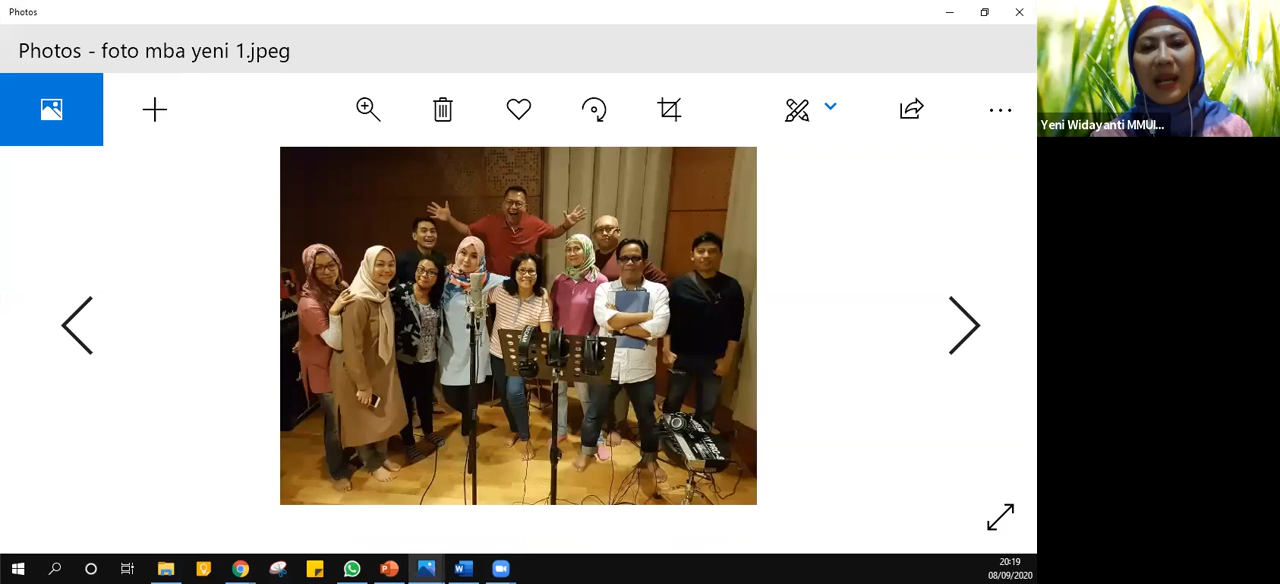 Photos
Photos - foto mba yeni 1.jpeg
Yeni Widayanti MMUI...
20:19
08/09/2020